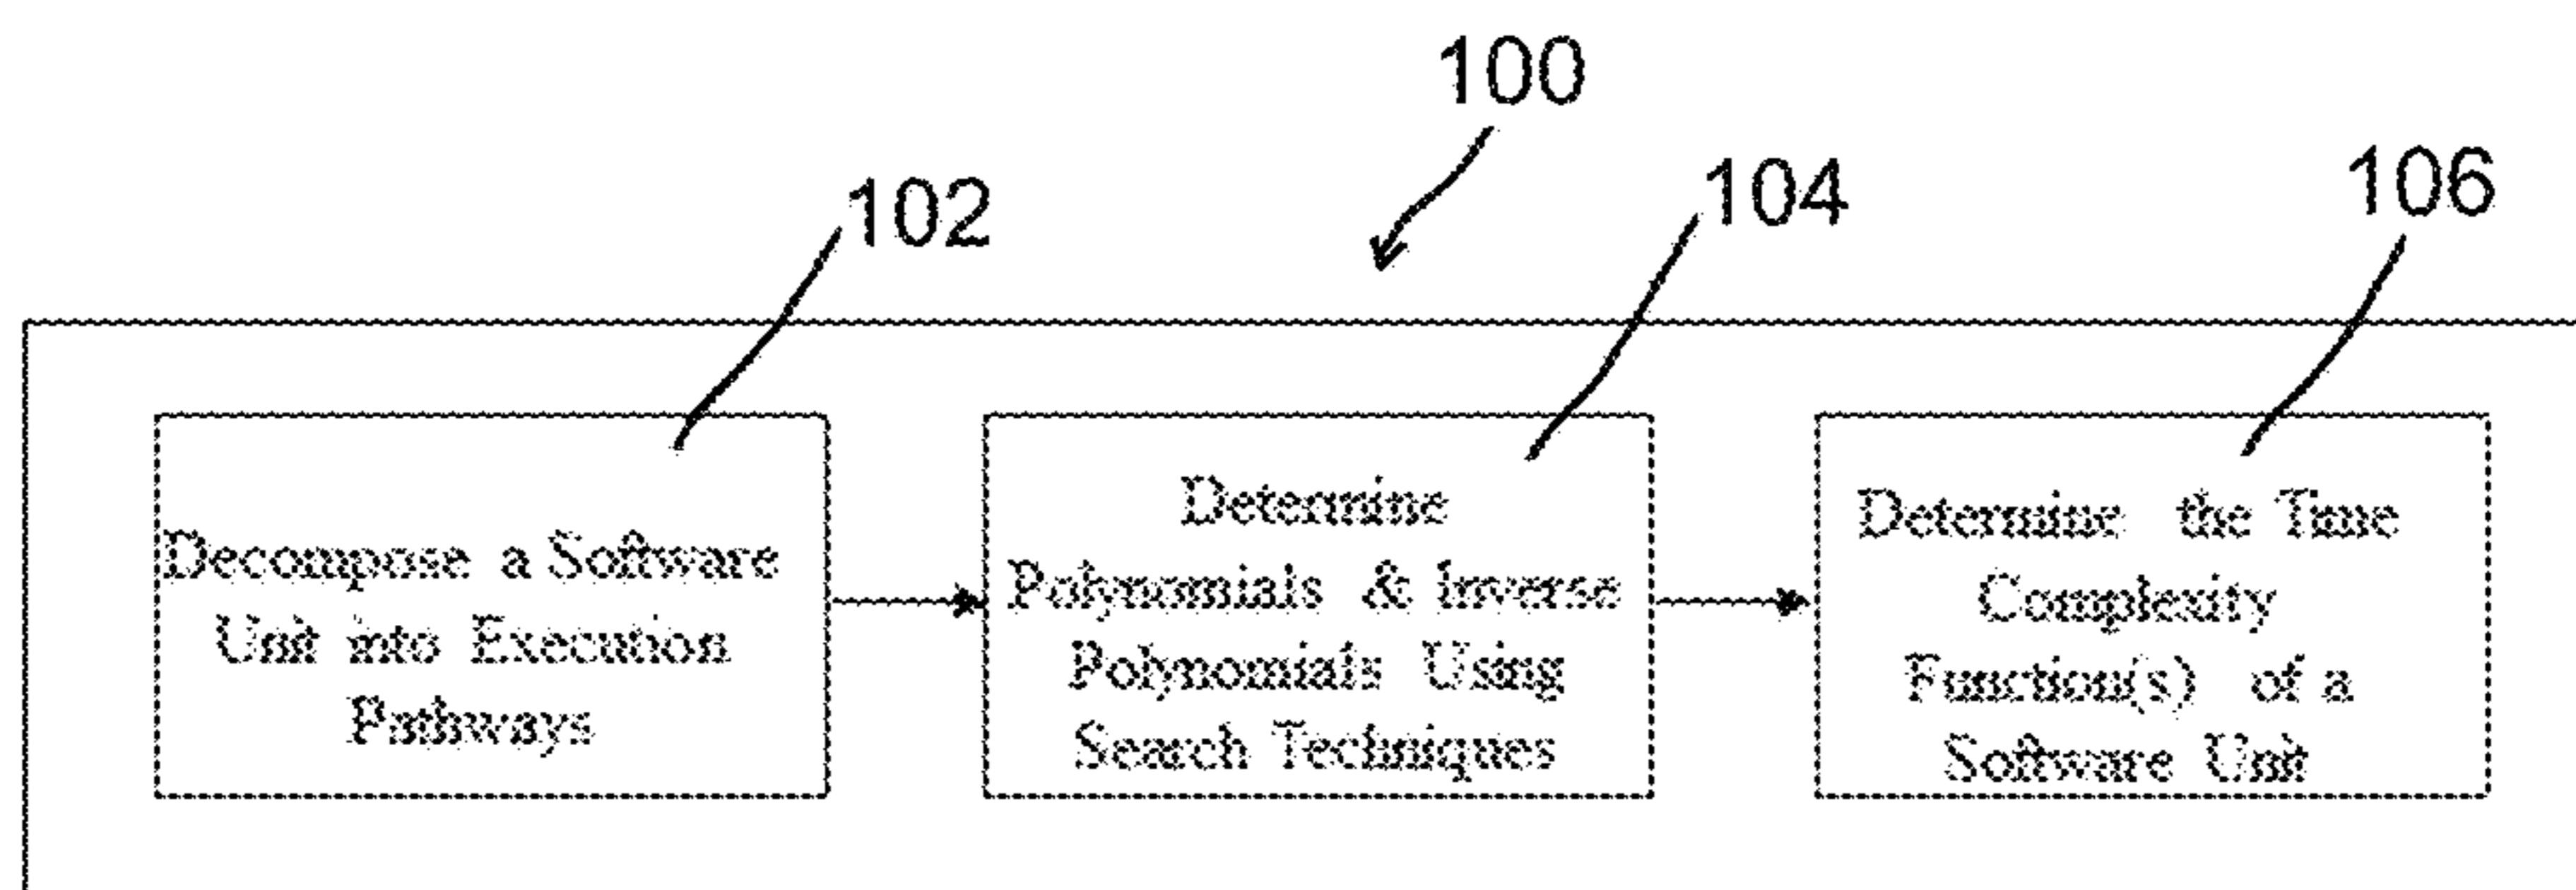 100
102
104
106
Decompose a Software
Unit into Execution
Pathways
Determine
Polynomials & Inverse
Polynomials Using
Search Techniques
Determine the Time
Complexity
Function(s) of a
Software Unit